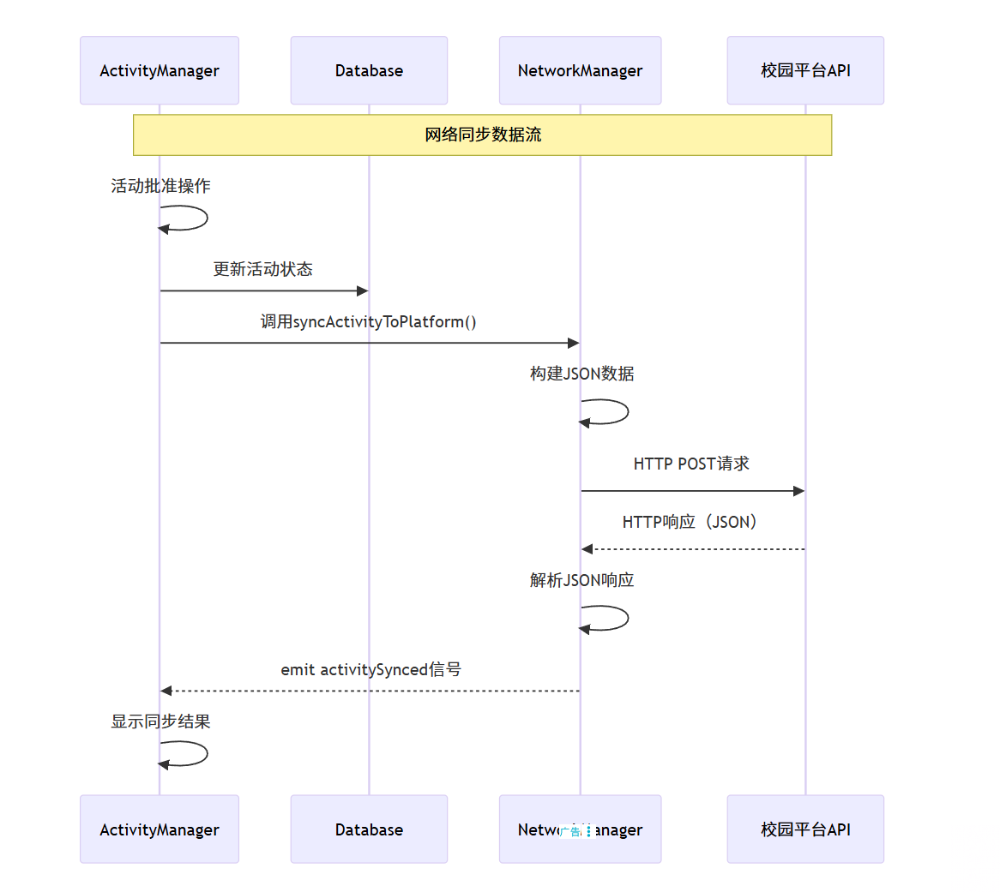 ActivityManager
Database
NetworkManager
校园平台API
网络同步数据流
活动批准操作
更新活动状态
调用syncActivityToPlatform()
构建JSON数据
HTTP POST请求
HTTP响应（JSON）
解析JSON响应
emit activitySynced信号
显示同步结果
ActivityManager
Database
Netw
广告
anager
校园平台API